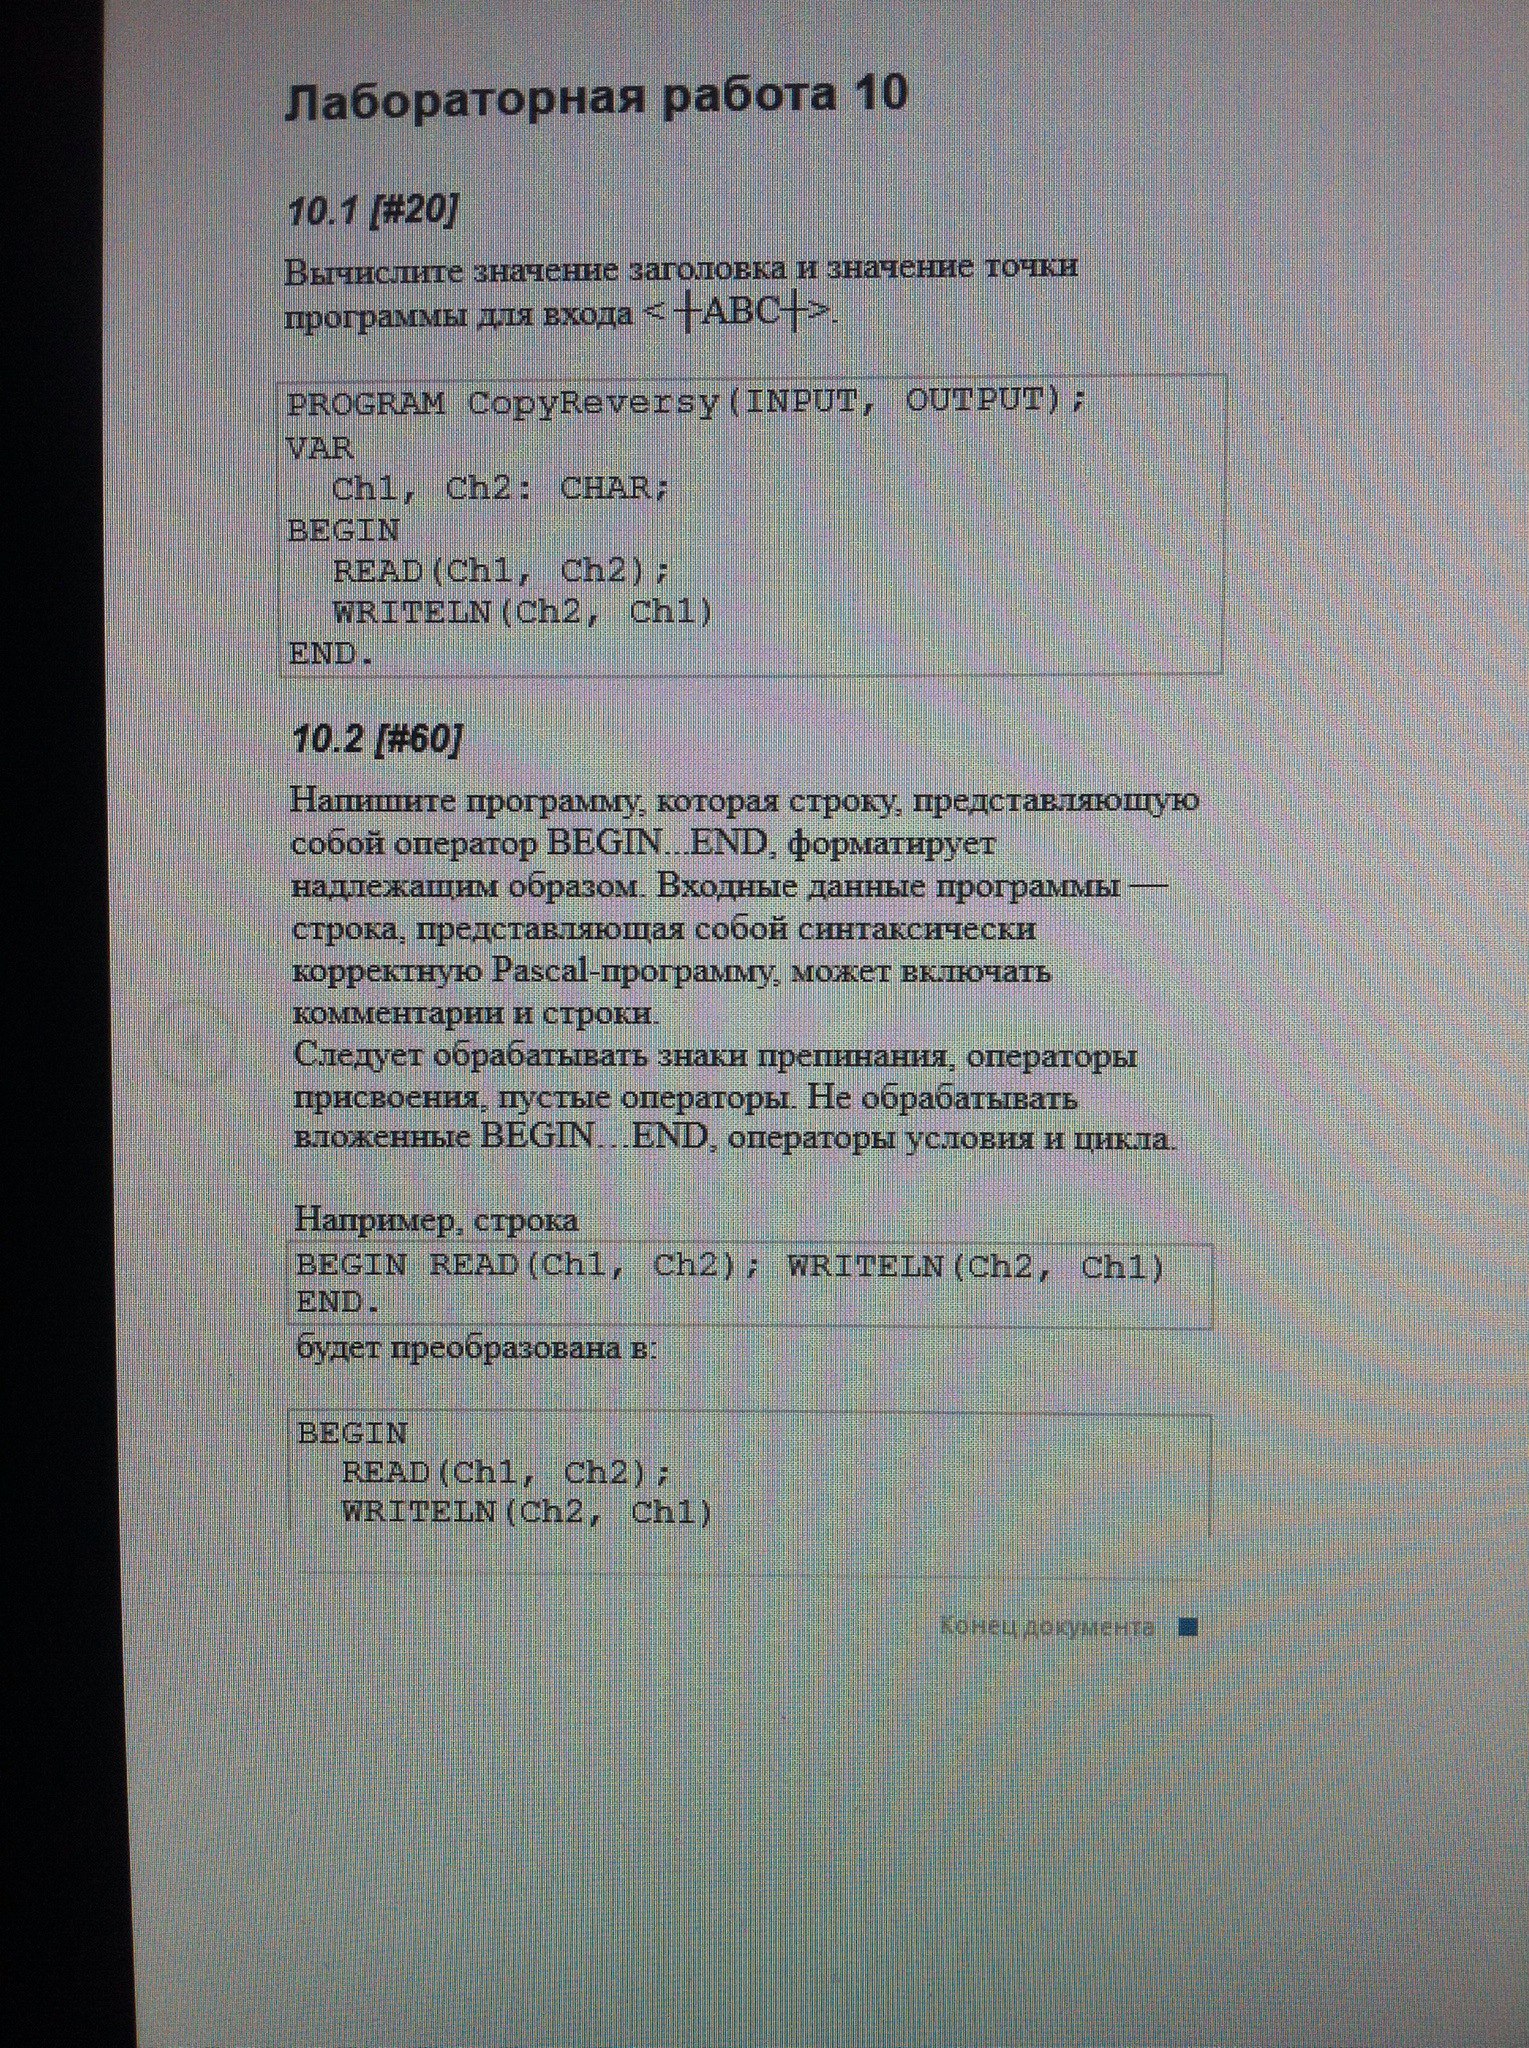 Лабораторная работа 10
10.1 [#20]
Вычислите значение заголовка и значение точки
программы для входа < ┼ABC┼>.
PROGRAM CopyReversy(INPUT, OUTPUT);
VAR
  Ch1, Ch2: CHAR;
BEGIN
  READ(Ch1, Ch2);
  WRITELN(Ch2, Ch1)
END.
10.2 [#60]
Напишите программу, которая строку, представляющую
собой оператор BEGIN...END, форматирует
надлежащим образом. Входные данные программы —
строка, представляющая собой синтаксически
корректную Pascal-программу, может включать
комментарии и строки.
Следует обрабатывать знаки препинания, операторы
присвоения, пустые операторы. Не обрабатывать
вложенные BEGIN…END, операторы условия и цикла.
Например, строка
BEGIN READ(Ch1, Ch2); WRITELN(Ch2, Ch1)
END.
будет преобразована в:
BEGIN
  READ(Ch1, Ch2);
  WRITELN(Ch2, Ch1)
Конец документа